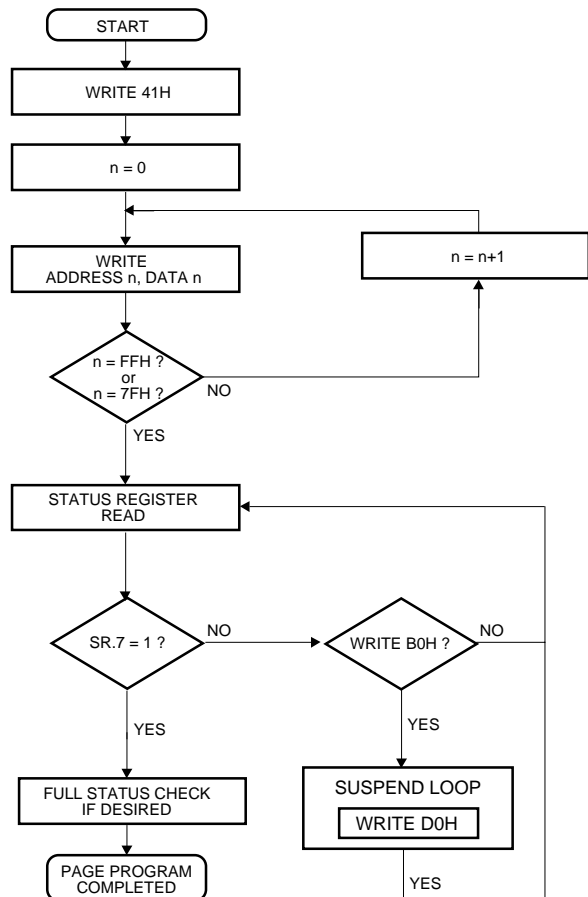 START
WRITE 41H
n = 0
WRITE
ADDRESS n, DATA n
n = n+1
n = FFH ?
or
n = 7FH ?
NO
YES
STATUS REGISTER
READ
SR.7 = 1 ?
NO
WRITE B0H ?
NO
YES
YES
FULL STATUS CHECK
IF DESIRED
SUSPEND LOOP
WRITE D0H
YES
PAGE PROGRAM
COMPLETED